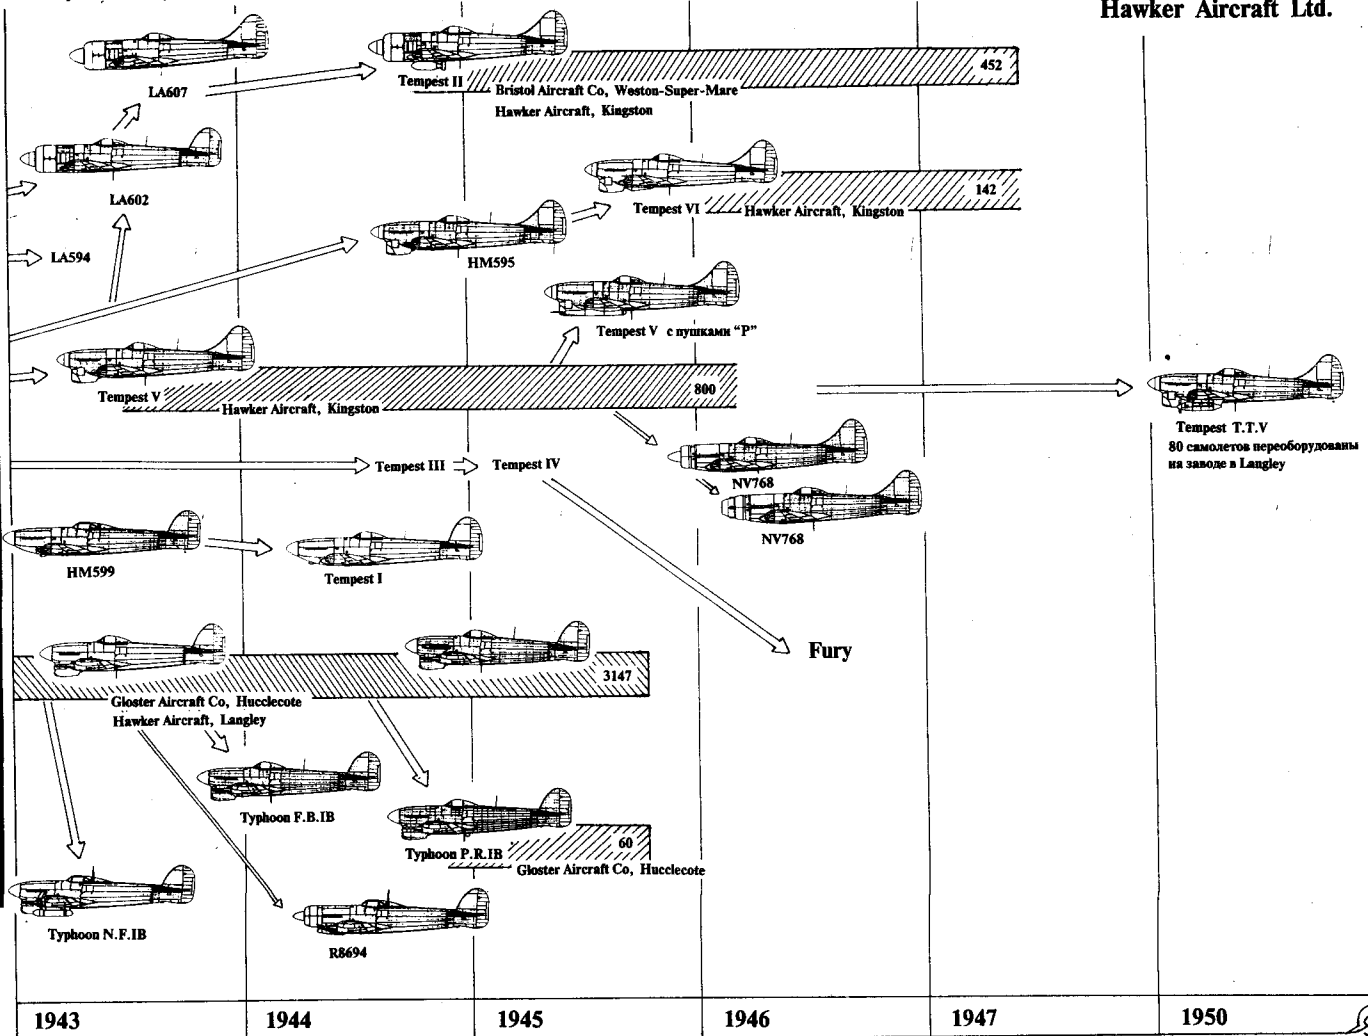 Hawker Aircraft Ltd.
452
LA607
Tempest II
Bristol Aircraft Co, Weston-Super-Mare
Hawker Aircraft, Kingston
LA602
142
Tempest VI
Hawker Aircraft, Kingston
LA594
HM595
Tempest V с пушками "P"
Tempest V
800
Hawker Aircraft, Kingston
Tempest T.T.V
80 самолетов переоборудованы
на заводе в Langley
Tempest III
Tempest IV
NV768
NV768
HM599
Tempest I
Fury
3147
Gloster Aircraft Co, Hucclecote
Hawker Aircraft, Langley
Typhoon F.B.IB
60
Typhoon P.R.IB
Gloster Aircraft Co, Hucclecote
Typhoon N.F.IB
R8694
1943
1944
1945
1946
1947
1950